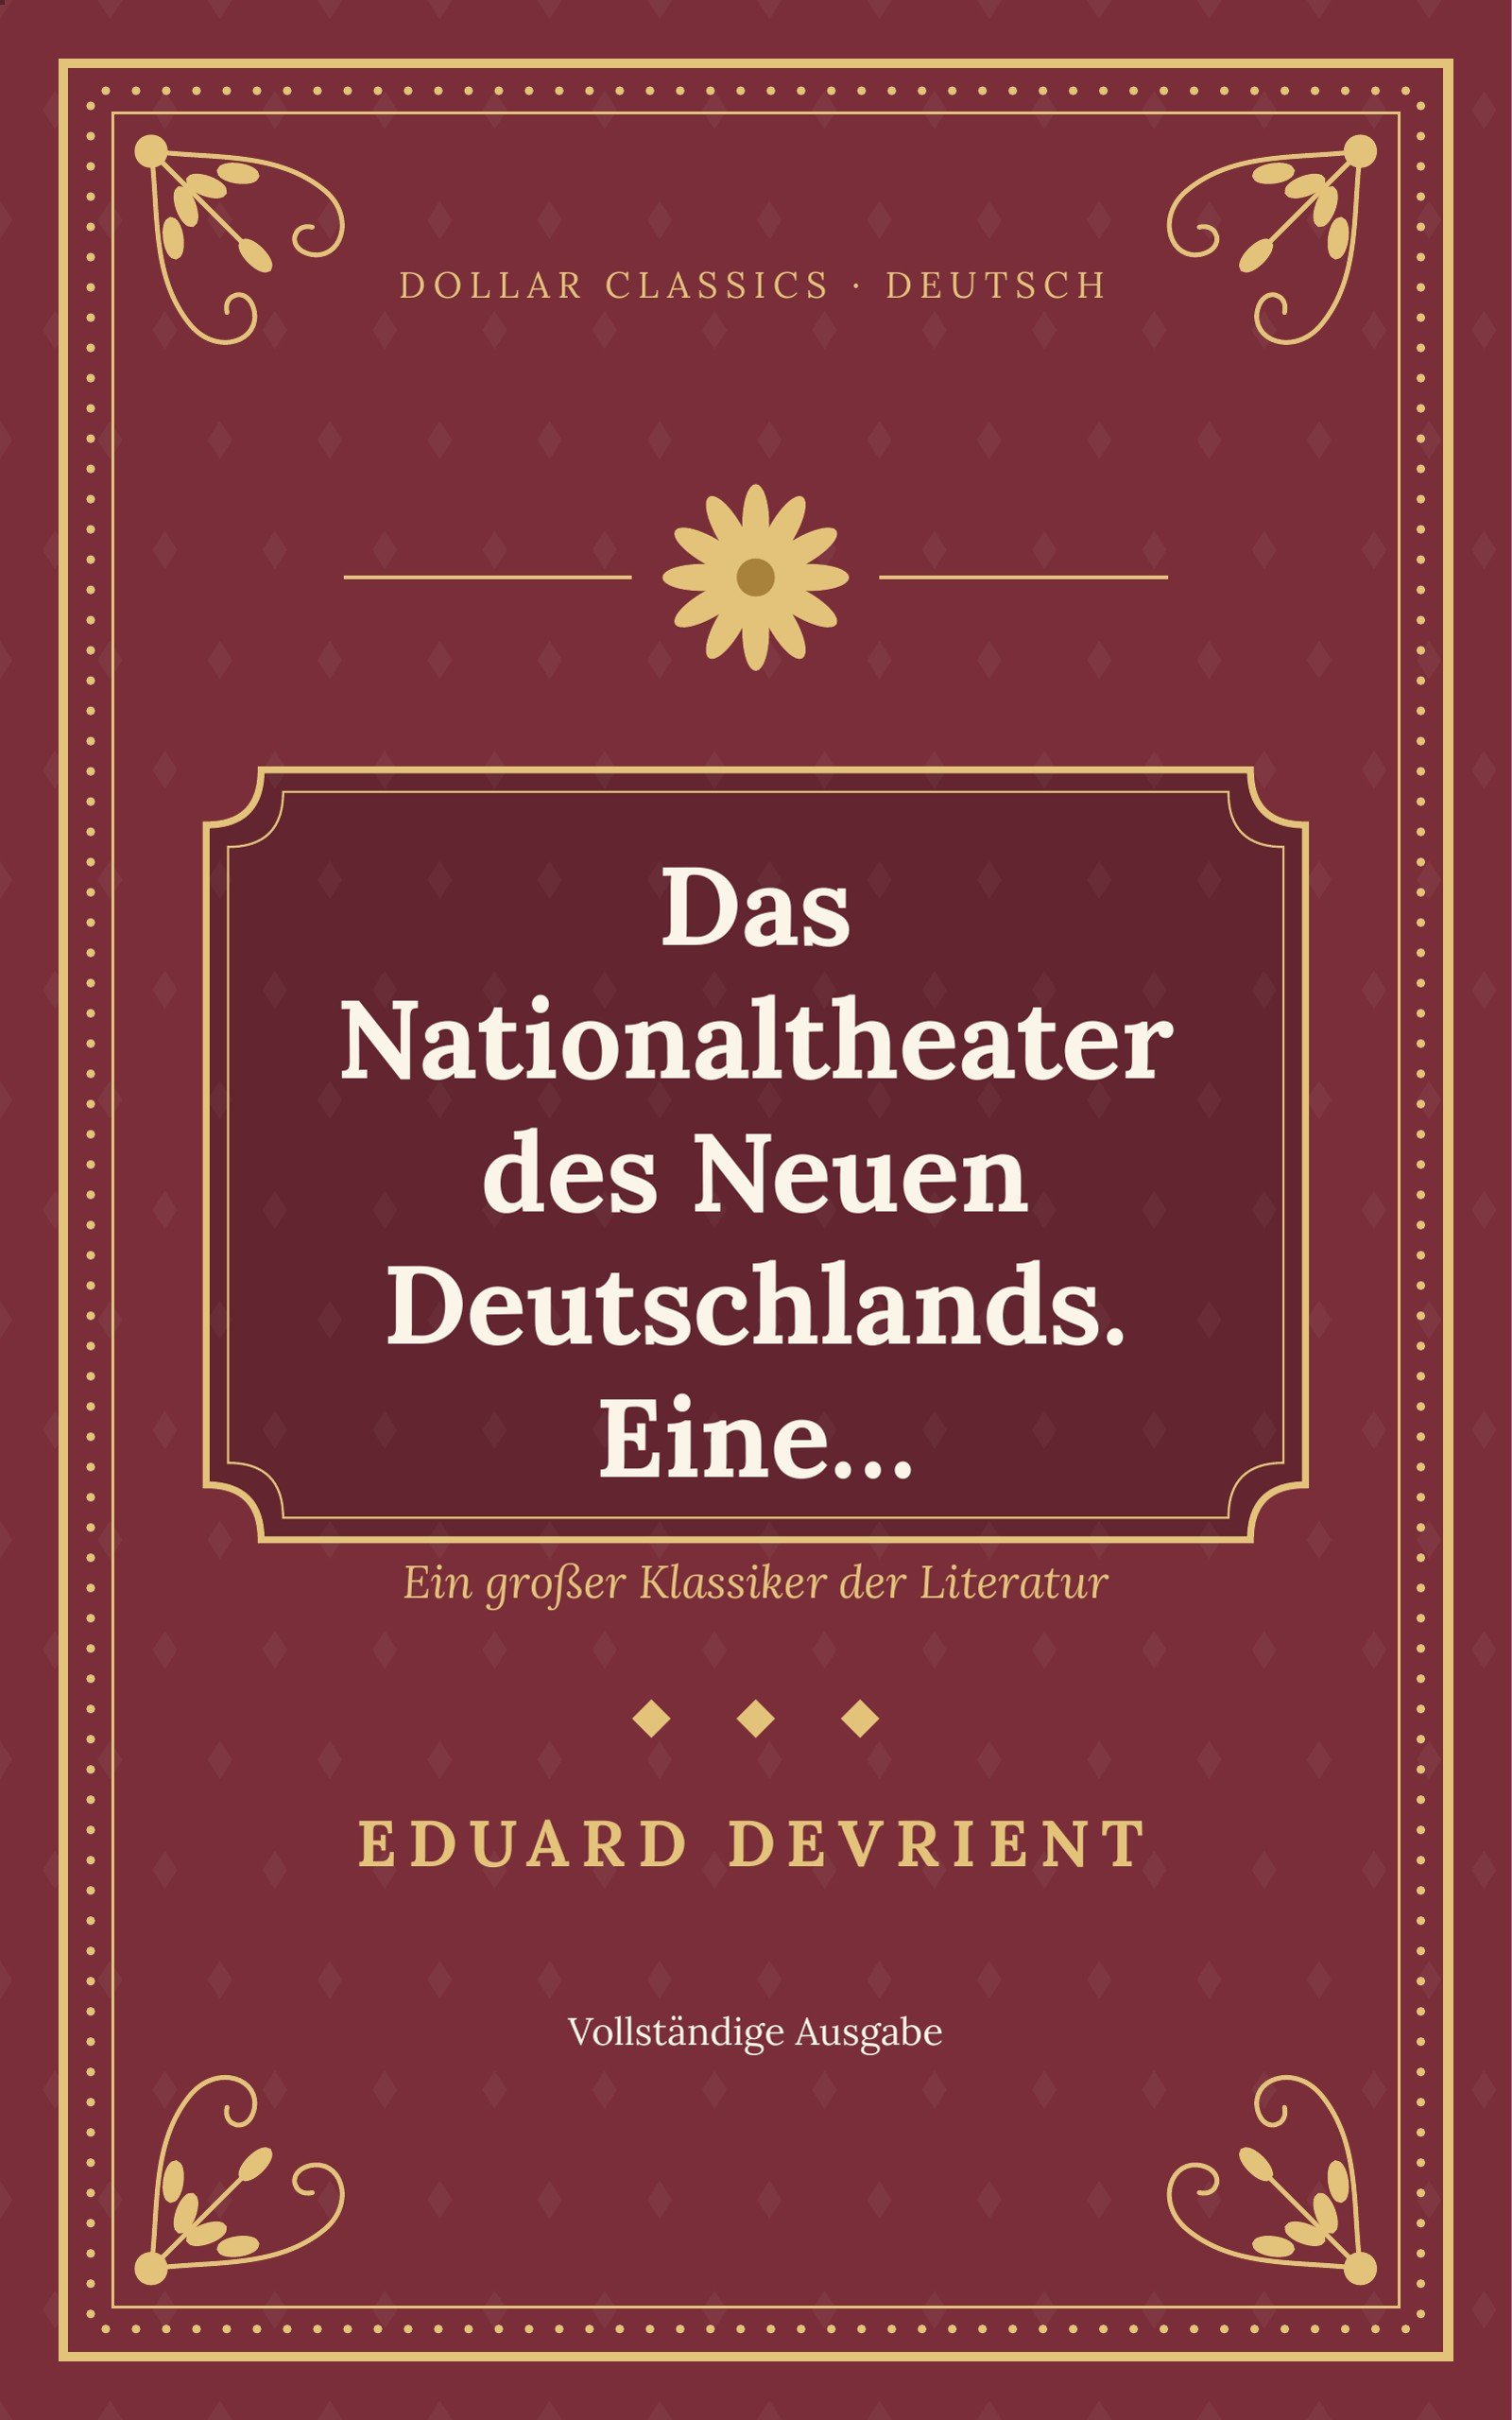 DOLLAR CLASSICS · DEUTSCH
Das
Nationaltheater
des Neuen
Deutschlands.
Eine...
Ein großer Klassiker der Literatur
EDUARD DEVRIENT
Vollständige Ausgabe